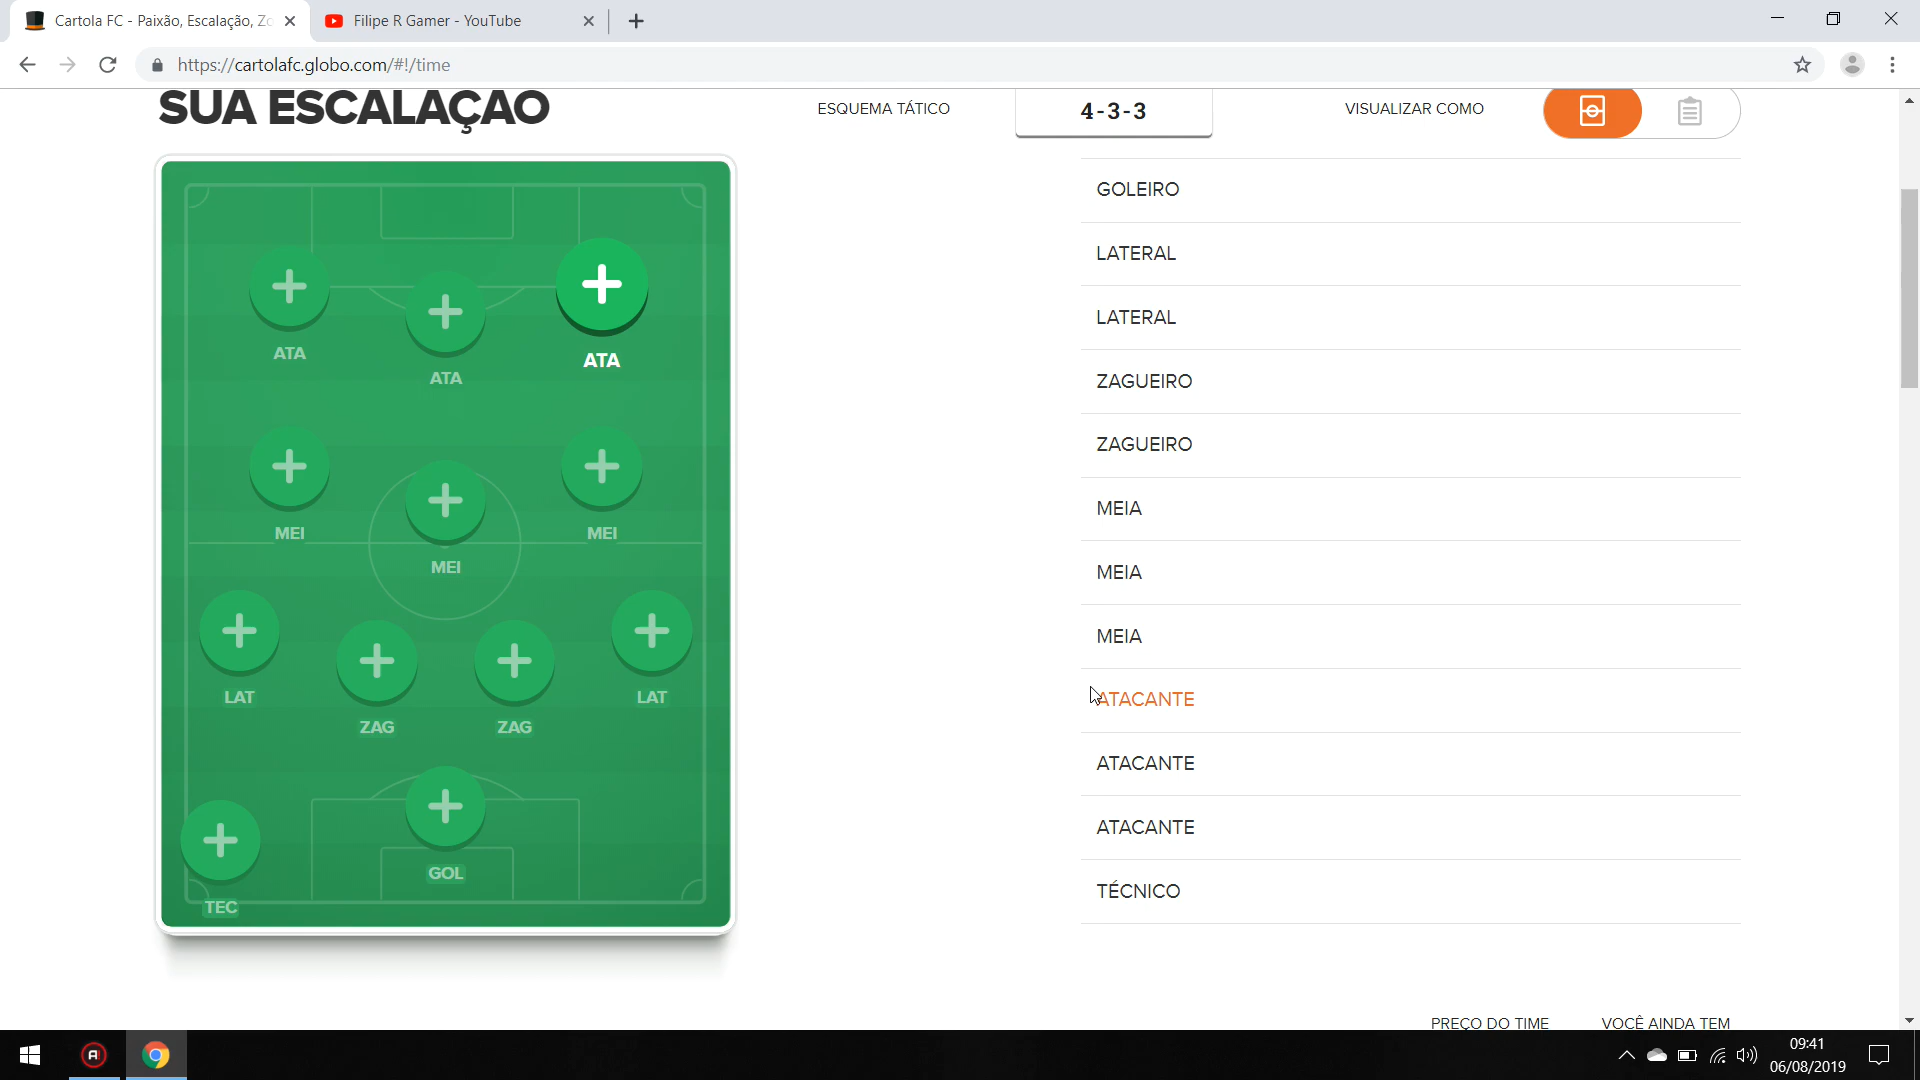 Cartola FC - Paixão, Escalação, Zo
Filipe R Gamer - YouTube
https://cartolafc.globo.com/#!/time
SUA ESCALAÇAO
ESQUEMA TÁTICO
4-3-3
VISUALIZAR COMO
ATA
ATA
ATA
MEI
MEI
MEI
LAT
ZAG
ZAG
LAT
GOL
TEC
GOLEIRO
LATERAL
LATERAL
ZAGUEIRO
ZAGUEIRO
MEIA
MEIA
MEIA
ATACANTE
ATACANTE
ATACANTE
TÉCNICO
PREÇO DO TIME
VOCÊ AINDA TEM
09:41
06/08/2019